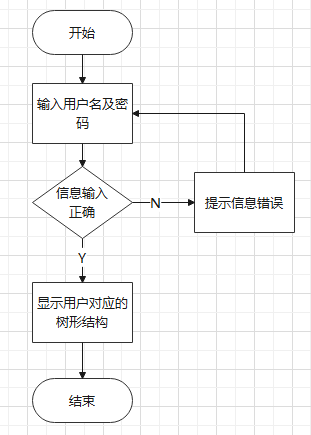 开始
输入用户名及密
码
信息输入
正确
N
提示信息错误
Y
显示用户对应的
树形结构
结束